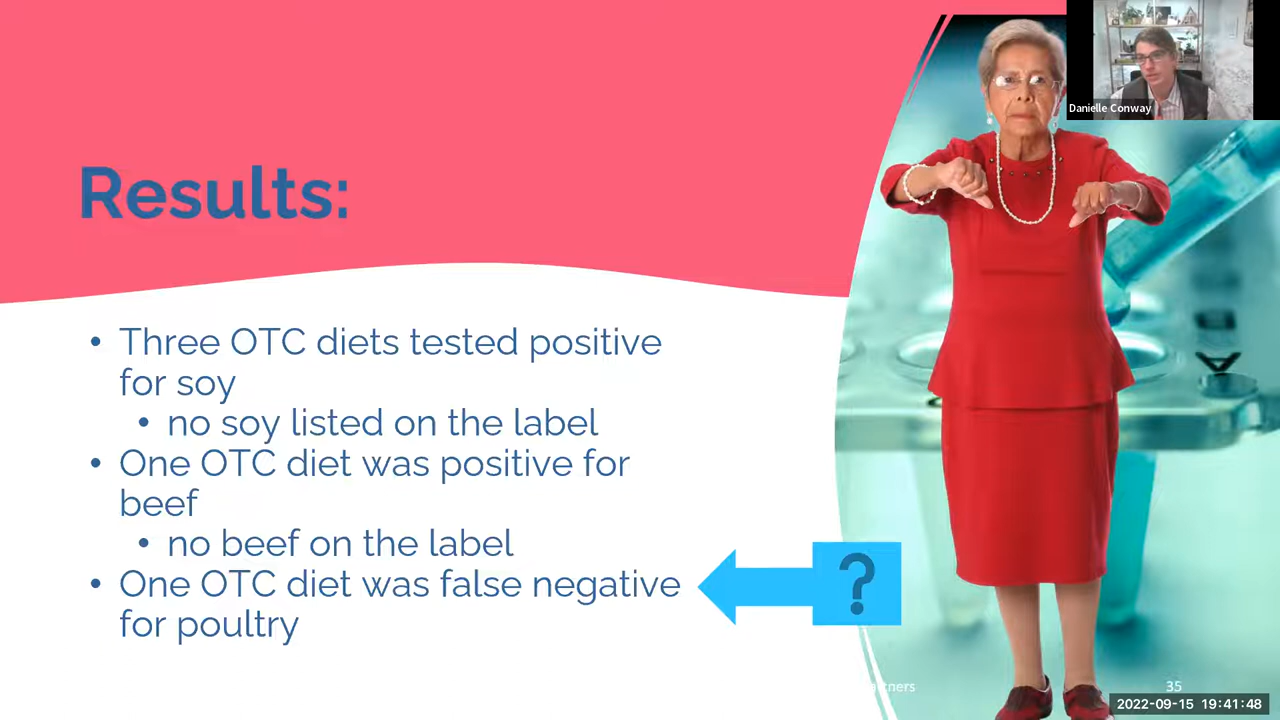 Danielle Conway
Results:
• Three OTC diets tested positive
for soy
• no soy listed on the label
• One OTC diet was positive for
beef
• no beef on the label
• One OTC diet was false negative
for poultry
?
35
2022-09-15 19:41:48